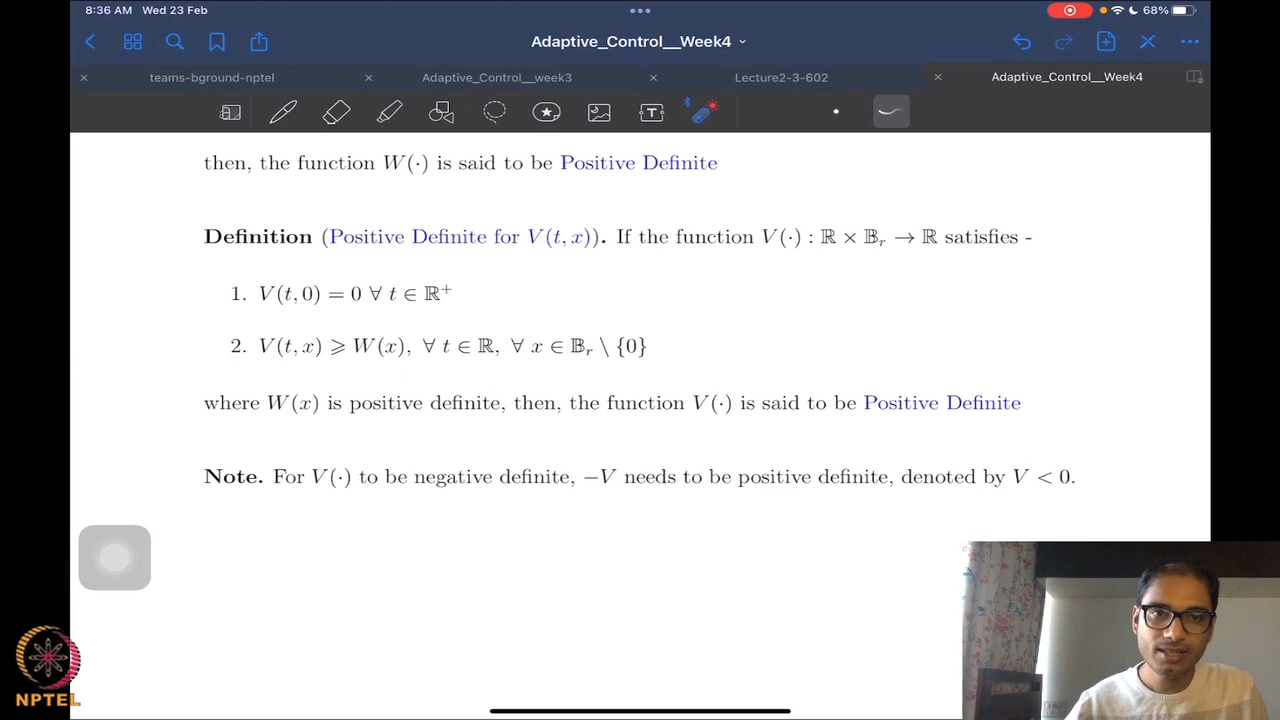 8:36 AM Wed 23 Feb
68%
Adaptive_Control__Week4
teams-bground-nptel
Adaptive_Control__week3
Lecture2-3-602
Adaptive_Control__Week4
then, the function W(·) is said to be Positive Definite
Definition (Positive Definite for V(t, x)). If the function V(·) : ℝ × 𝔹ᵣ → ℝ satisfies -
1. V(t, 0) = 0 ∀ t ∈ ℝ⁺
2. V(t, x) ⩾ W(x), ∀ t ∈ ℝ, ∀ x ∈ 𝔹ᵣ \ {0}
where W(x) is positive definite, then, the function V(·) is said to be Positive Definite
Note. For V(·) to be negative definite, −V needs to be positive definite, denoted by V < 0.
NPTEL